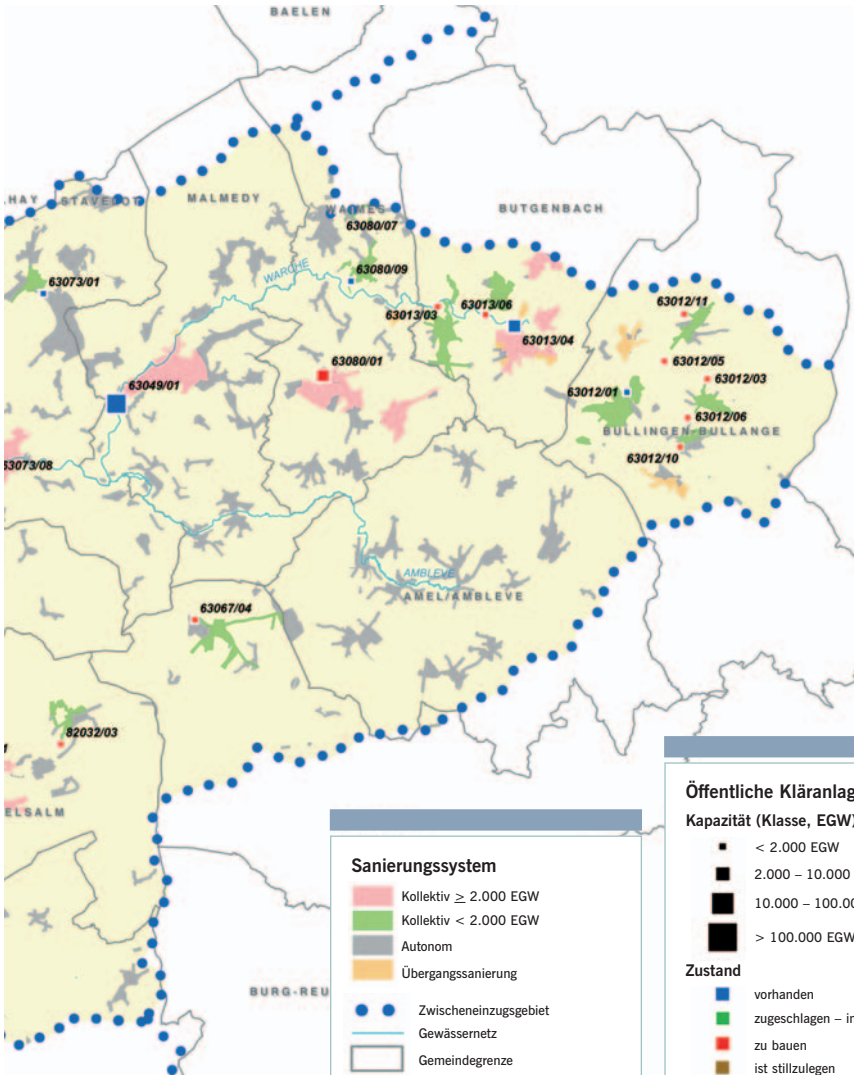 BAELEN
HAY
STAVELOT
MALMEDY
WAIMES
BUTGENBACH
63080/07
63073/01
63080/09
WARCHE
63013/03
63013/06
63012/11
63013/04
63080/01
63049/01
63012/05
63012/03
63012/01
63012/06
BULLINGEN-BULLANGE
63012/10
63073/08
AMBLEVE
AMEL/AMBLEVE
63067/04
82032/03
1
ELSALM
BURG-REU
Sanierungssystem
Kollektiv ≥ 2.000 EGW
Kollektiv < 2.000 EGW
Autonom
Übergangssanierung
Zwischeneinzugsgebiet
Gewässernetz
Gemeindegrenze
Öffentliche Kläranlag
Kapazität (Klasse, EGW)
< 2.000 EGW
2.000 – 10.000
10.000 – 100.00
> 100.000 EGW
Zustand
vorhanden
zugeschlagen – in
zu bauen
ist stillzulegen